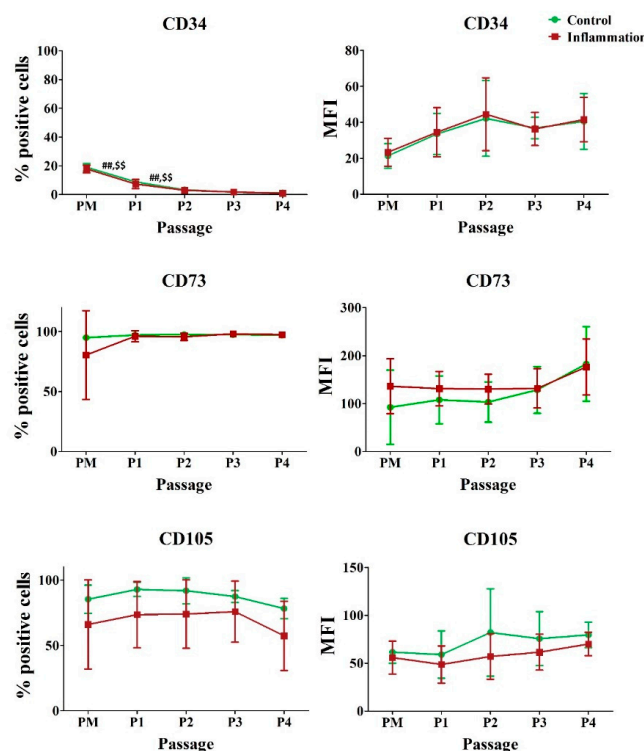 CD34
% positive cells
100
80
60
40
20
0
##,$$
##,$$
PM P1 P2 P3 P4
Passage
CD34
Control
Inflammation
MFI
80
60
40
20
0
PM P1 P2 P3 P4
Passage
CD73
% positive cells
100
50
0
PM P1 P2 P3 P4
Passage
CD73
MFI
300
200
100
0
PM P1 P2 P3 P4
Passage
CD105
% positive cells
100
50
0
PM P1 P2 P3 P4
Passage
CD105
MFI
150
100
50
0
PM P1 P2 P3 P4
Passage